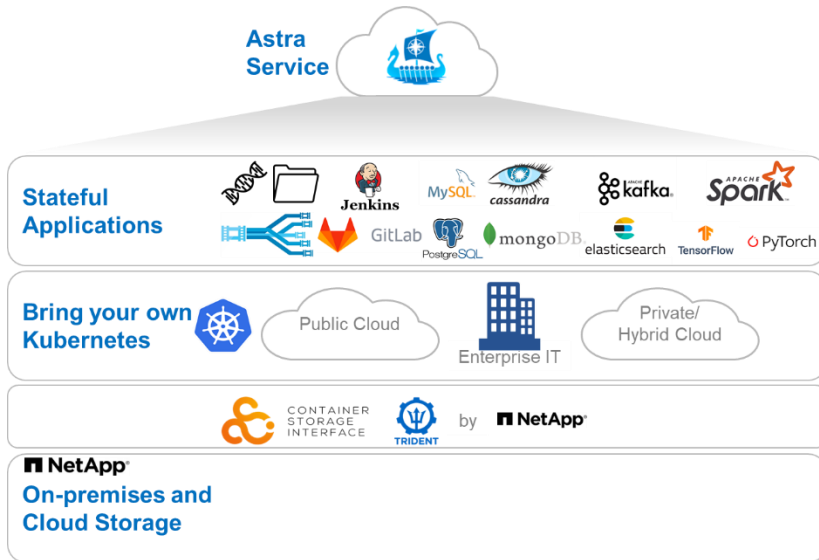 Astra
Service
Stateful
Applications
Jenkins
MySQL
cassandra
APACHE
kafka®
APACHE
Spark™
GitLab
PostgreSQL
mongoDB
elasticsearch
TensorFlow
PyTorch
Bring your own
Kubernetes
Public Cloud
Enterprise IT
Private/
Hybrid Cloud
CONTAINER
STORAGE
INTERFACE
TRIDENT
by
NetApp®
NetApp®
On-premises and
Cloud Storage